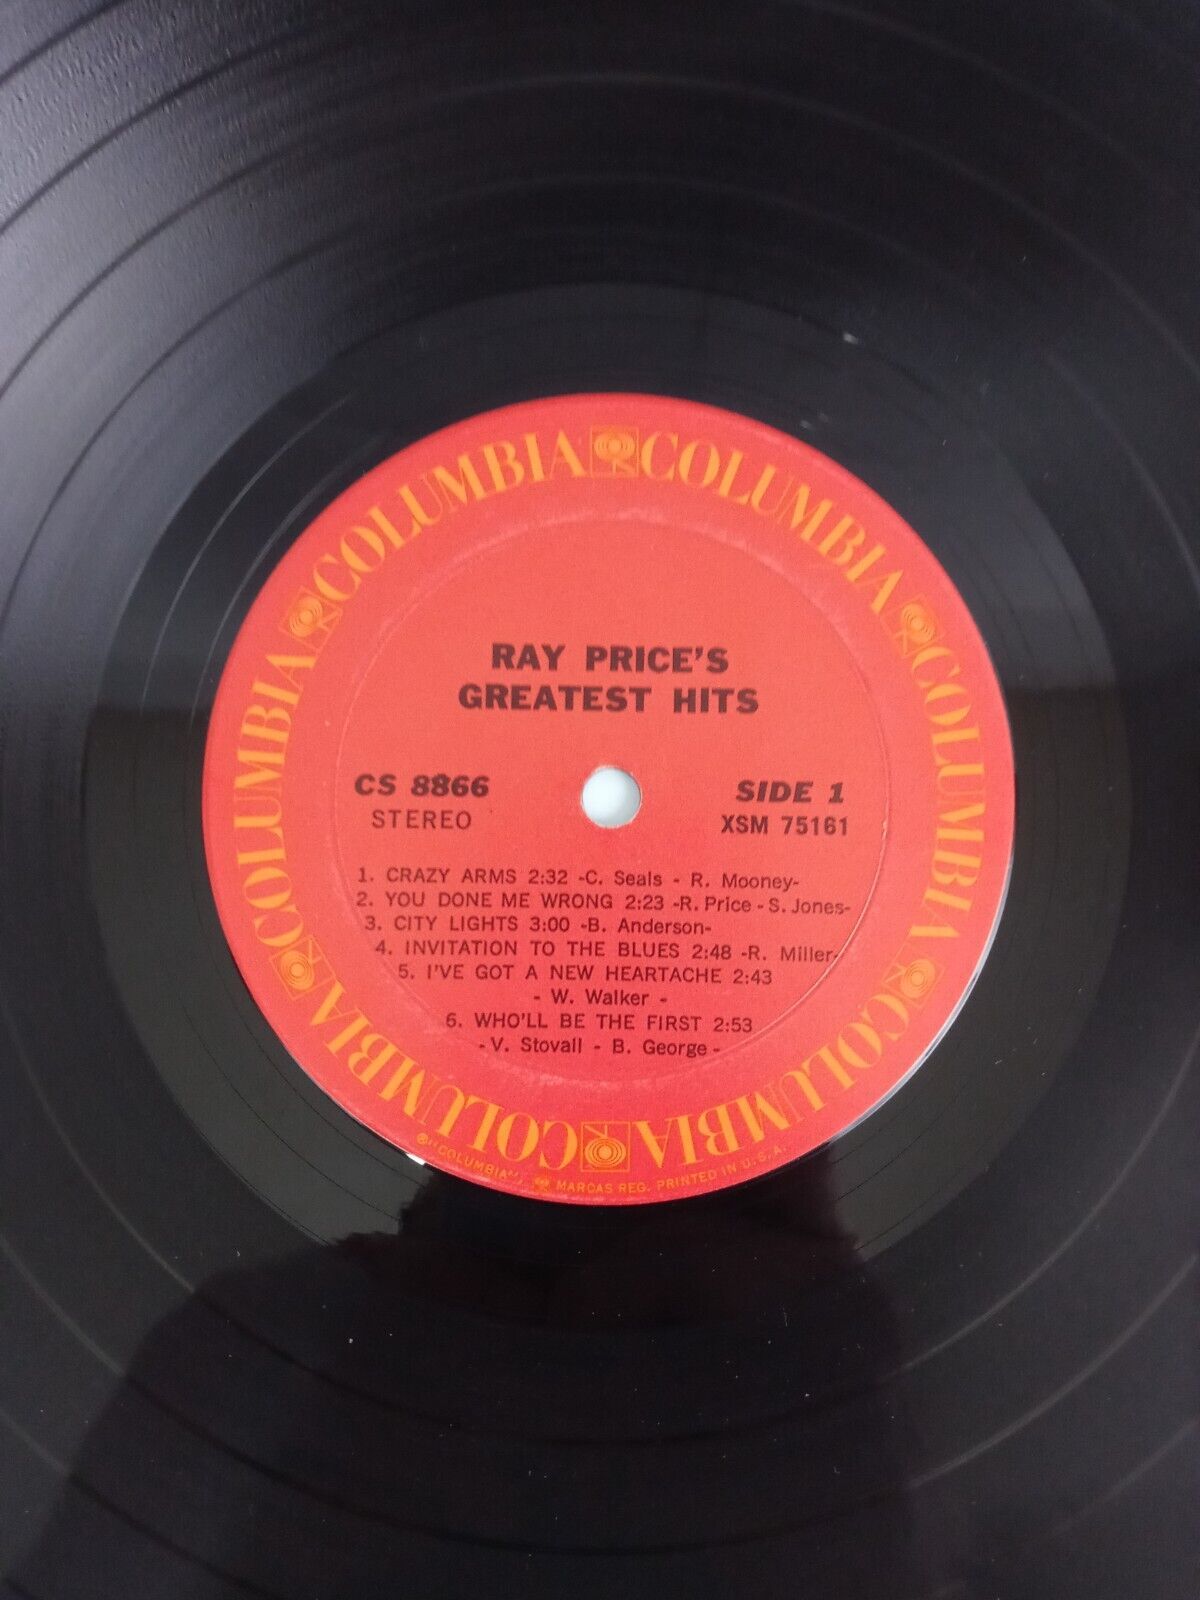 COLUMBIA COLUMBIA COLUMBIA COLUMBIA COLUMBIA COLUMBIA
RAY PRICE'S
GREATEST HITS
CS 8866 SIDE 1
STEREO XSM 75161
1. CRAZY ARMS 2:32 -C. Seals - R. Mooney-
2. YOU DONE ME WRONG 2:23 -R. Price - S. Jones-
3. CITY LIGHTS 3:00 -B. Anderson-
4. INVITATION TO THE BLUES 2:48 -R. Miller-
5. I'VE GOT A NEW HEARTACHE 2:43
- W. Walker -
6. WHO'LL BE THE FIRST 2:53
-V. Stovall - B. George-
® "COLUMBIA", MARCAS REG. PRINTED IN U.S.A.